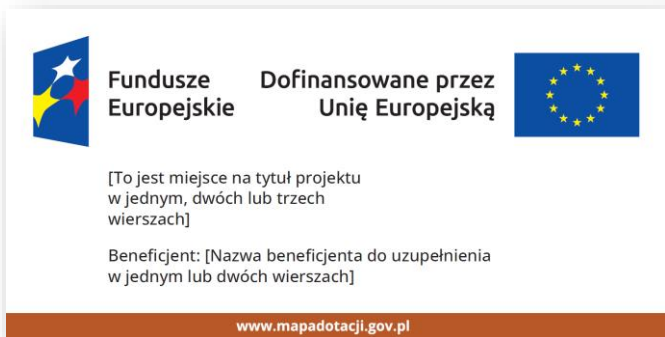 Fundusze
Europejskie
Dofinansowane przez
Unię Europejską
[To jest miejsce na tytuł projektu
w jednym, dwóch lub trzech
wierszach]
Beneficjent: [Nazwa beneficjenta do uzupełnienia
w jednym lub dwóch wierszach]
www.mapadotacji.gov.pl